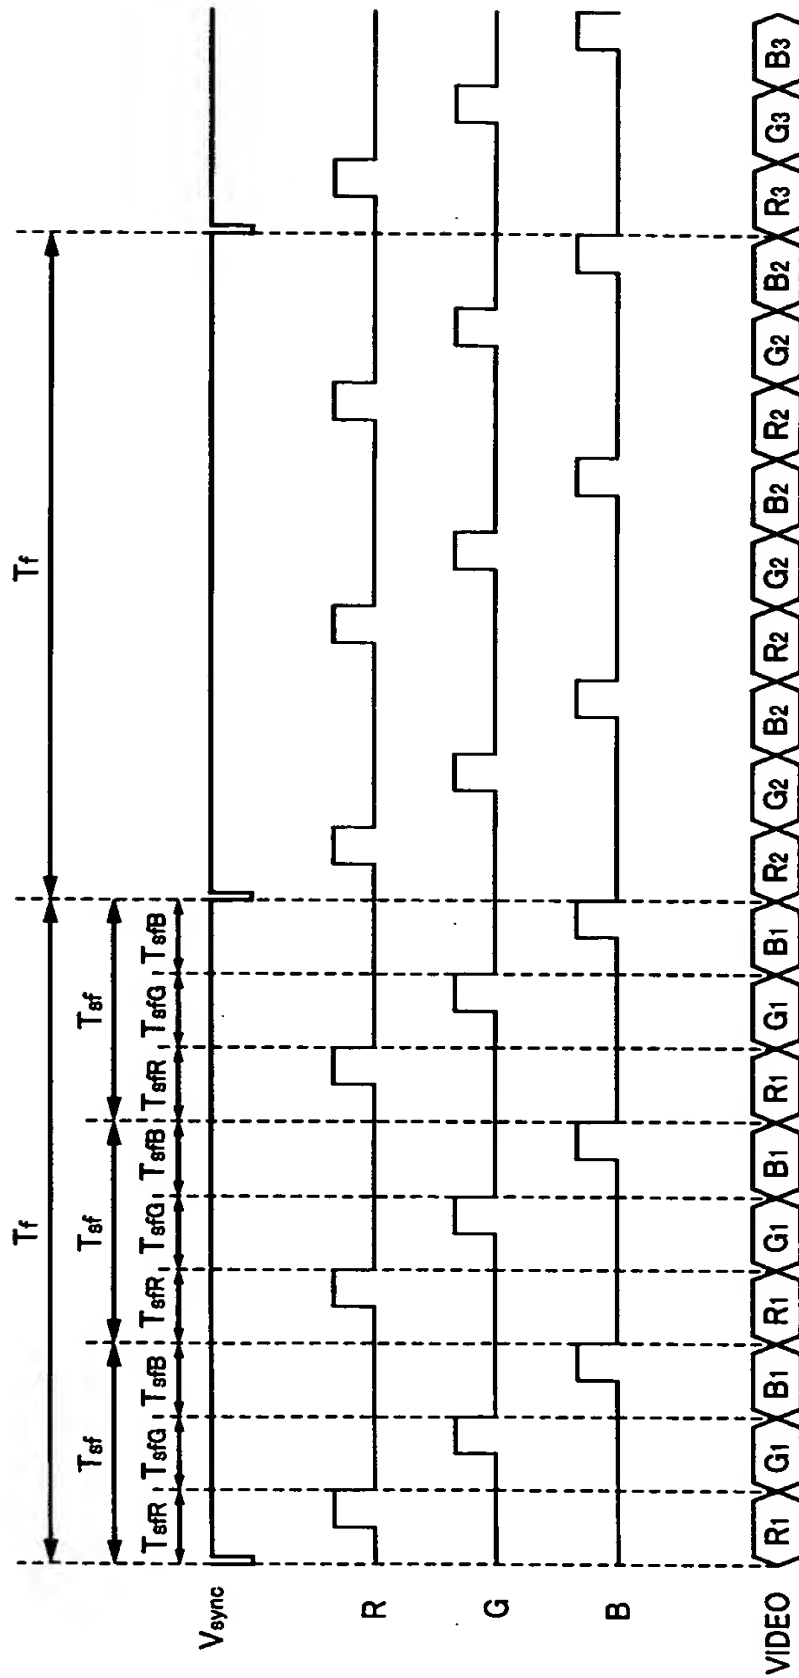 Tf Tf
Tsf Tsf Tsf
TsfR TsfG TsfB TsfR TsfG TsfB TsfR TsfG TsfB
Vsync
R
G
B
VIDEO R1 G1 B1 R1 G1 B1 R1 G1 B1 R2 G2 B2 R2 G2 B2 R2 G2 B2 R3 G3 B3